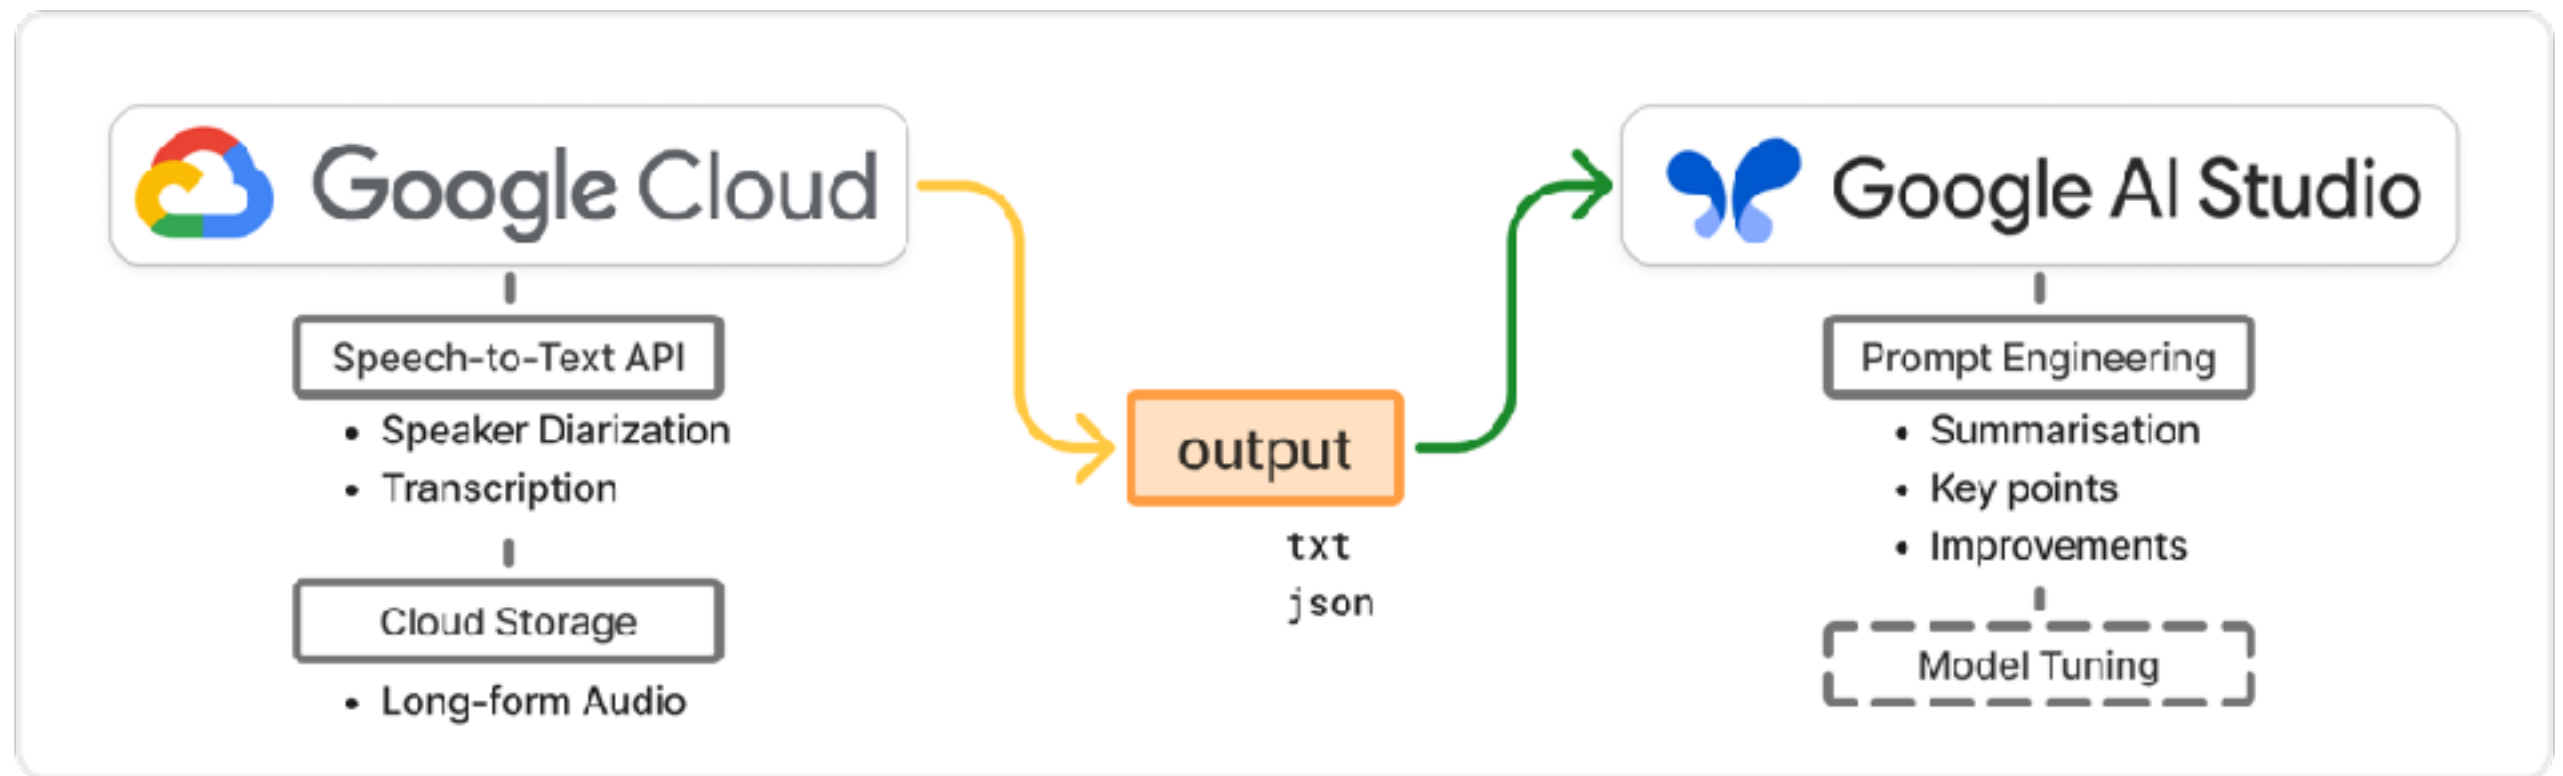 Google Cloud
Speech-to-Text API
• Speaker Diarization
• Transcription
Cloud Storage
• Long-form Audio
output
txt
json
Google AI Studio
Prompt Engineering
• Summarisation
• Key points
• Improvements
Model Tuning